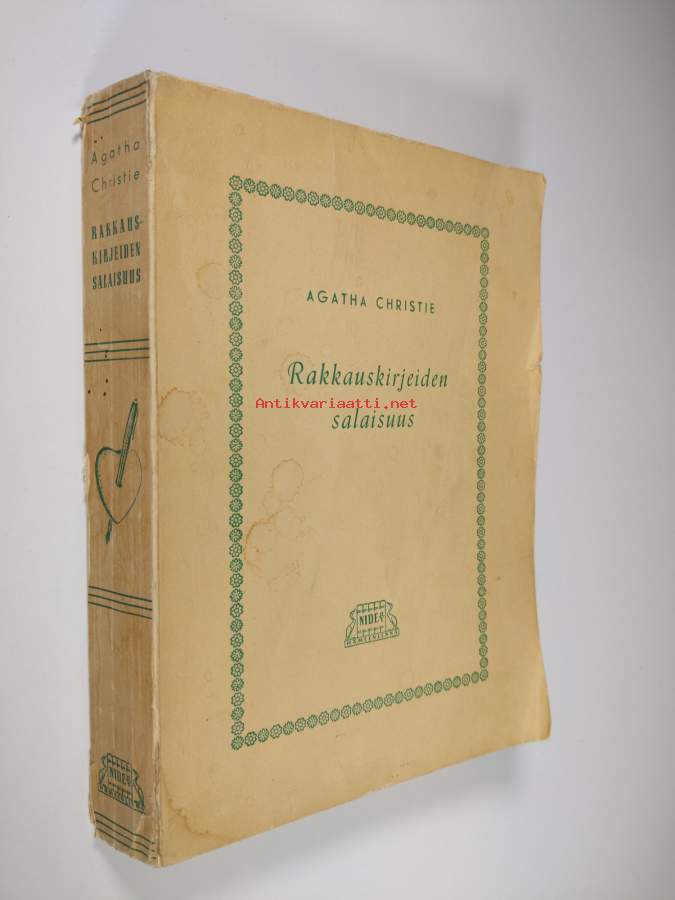 Agatha
Christie
RAKKAUS-
KIRJEIDEN
SALAISUUS
NIDE
AGATHA CHRISTIE
Rakkauskirjeiden
Antikvariaatti.net
salaisuus
NIDE